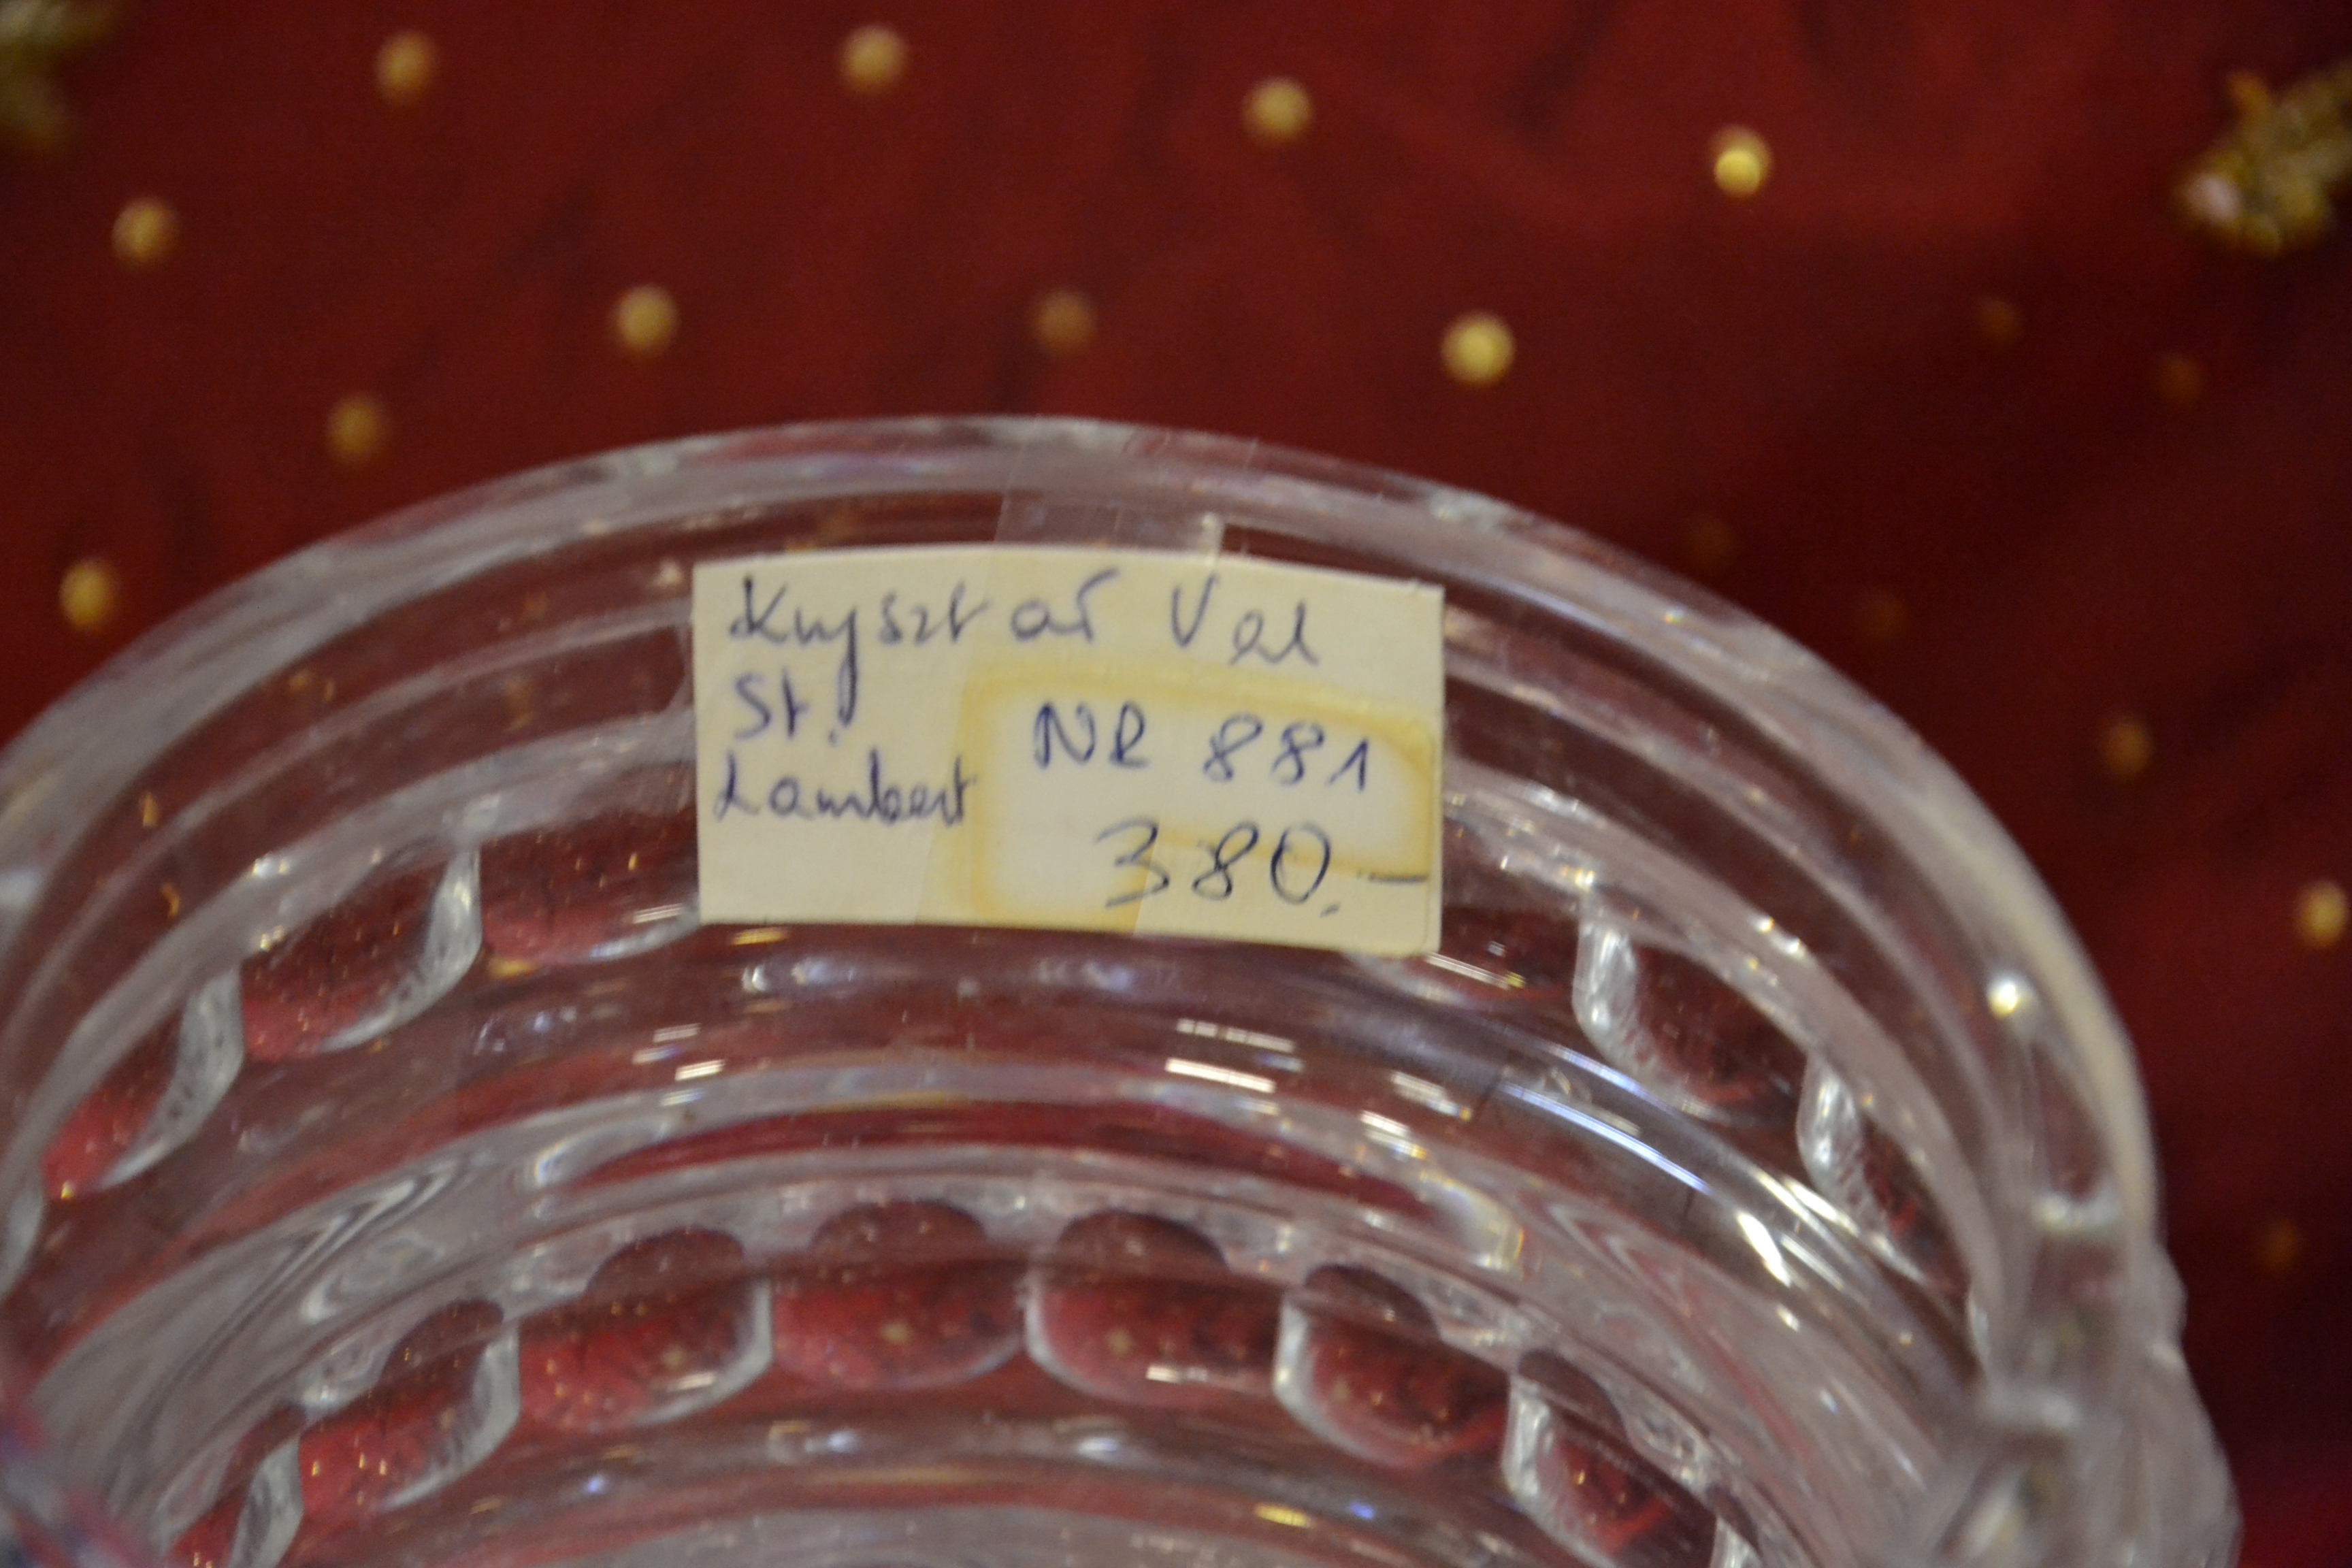 Kryształ Val
St.
Lambert
NR 881
380.-